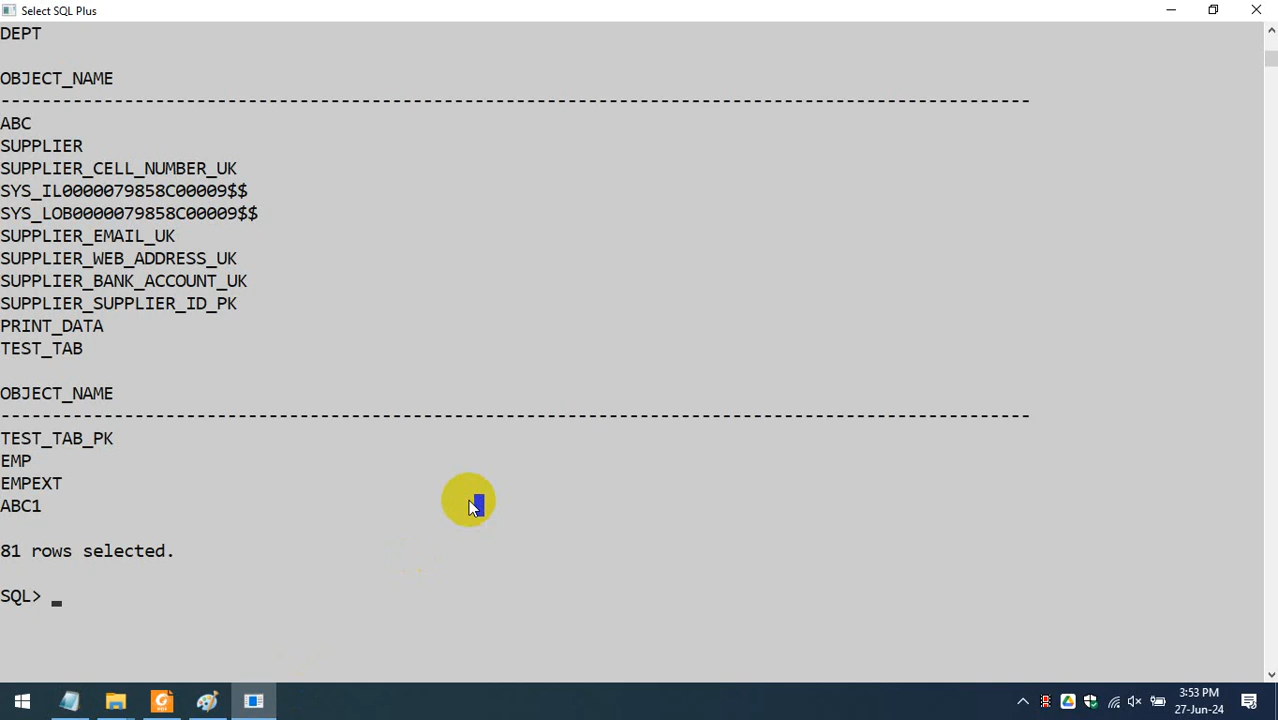 Select SQL Plus
DEPT
OBJECT_NAME
----------------------------------------------------------------------------------------------------
ABC
SUPPLIER
SUPPLIER_CELL_NUMBER_UK
SYS_IL0000079858C00009$$
SYS_LOB0000079858C00009$$
SUPPLIER_EMAIL_UK
SUPPLIER_WEB_ADDRESS_UK
SUPPLIER_BANK_ACCOUNT_UK
SUPPLIER_SUPPLIER_ID_PK
PRINT_DATA
TEST_TAB
OBJECT_NAME
----------------------------------------------------------------------------------------------------
TEST_TAB_PK
EMP
EMPEXT
ABC1
81 rows selected.
SQL> _
3:53 PM
27-Jun-24